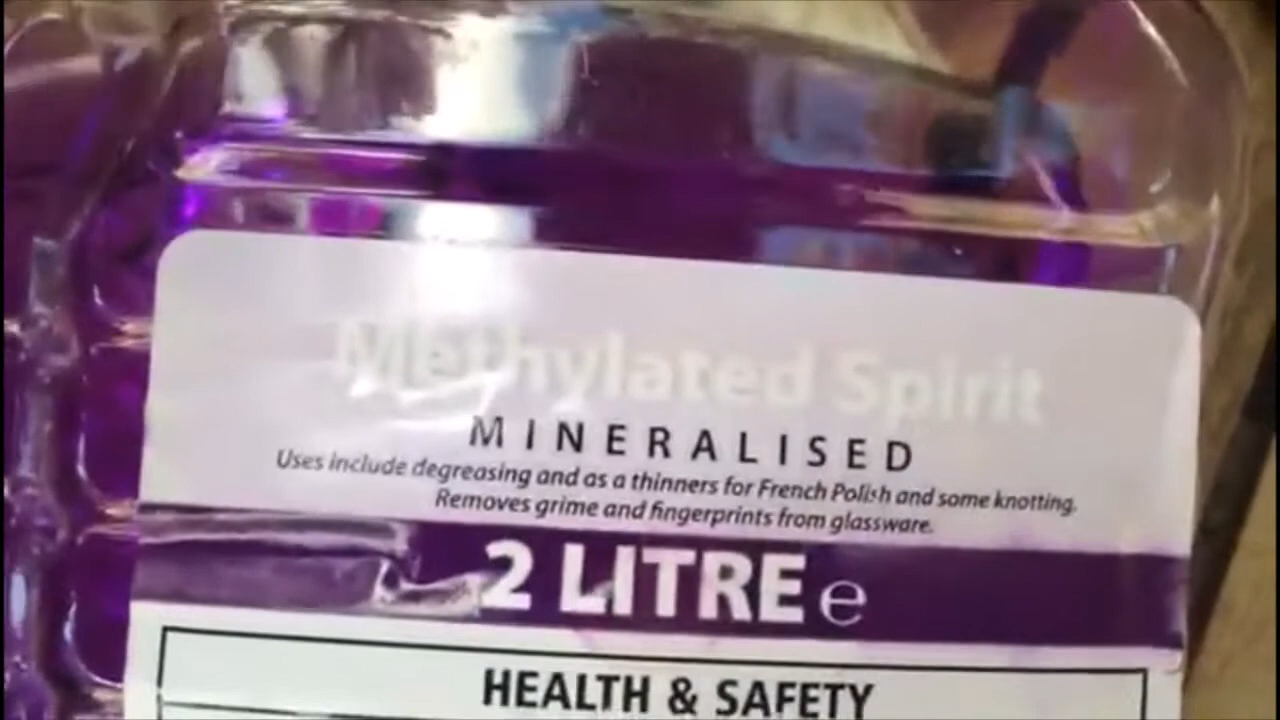 Methylated Spirit
MINERALISED
Uses include degreasing and as a thinners for French Polish and some knotting.
Removes grime and fingerprints from glassware.
2 LITRE e
HEALTH & SAFETY